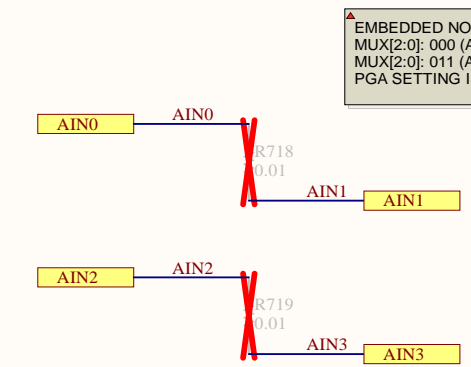 EMBEDDED NO
MUX[2:0]: 000 (A
MUX[2:0]: 011 (A
PGA SETTING I
AIN0 AIN0
R718
0.01
AIN1 AIN1
AIN2 AIN2
R719
0.01
AIN3 AIN3